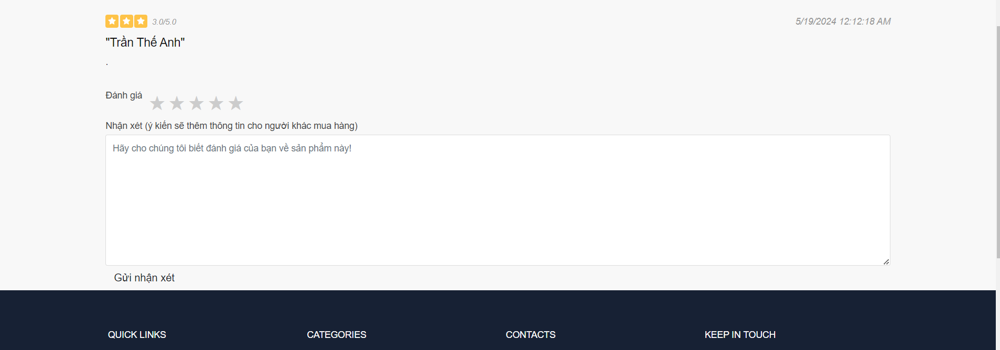 3.0/5.0 5/19/2024 12:12:18 AM
"Trần Thế Anh"
.
Đánh giá
Nhận xét (ý kiến sẽ thêm thông tin cho người khác mua hàng)
Hãy cho chúng tôi biết đánh giá của bạn về sản phẩm này!
Gửi nhận xét
QUICK LINKS CATEGORIES CONTACTS KEEP IN TOUCH